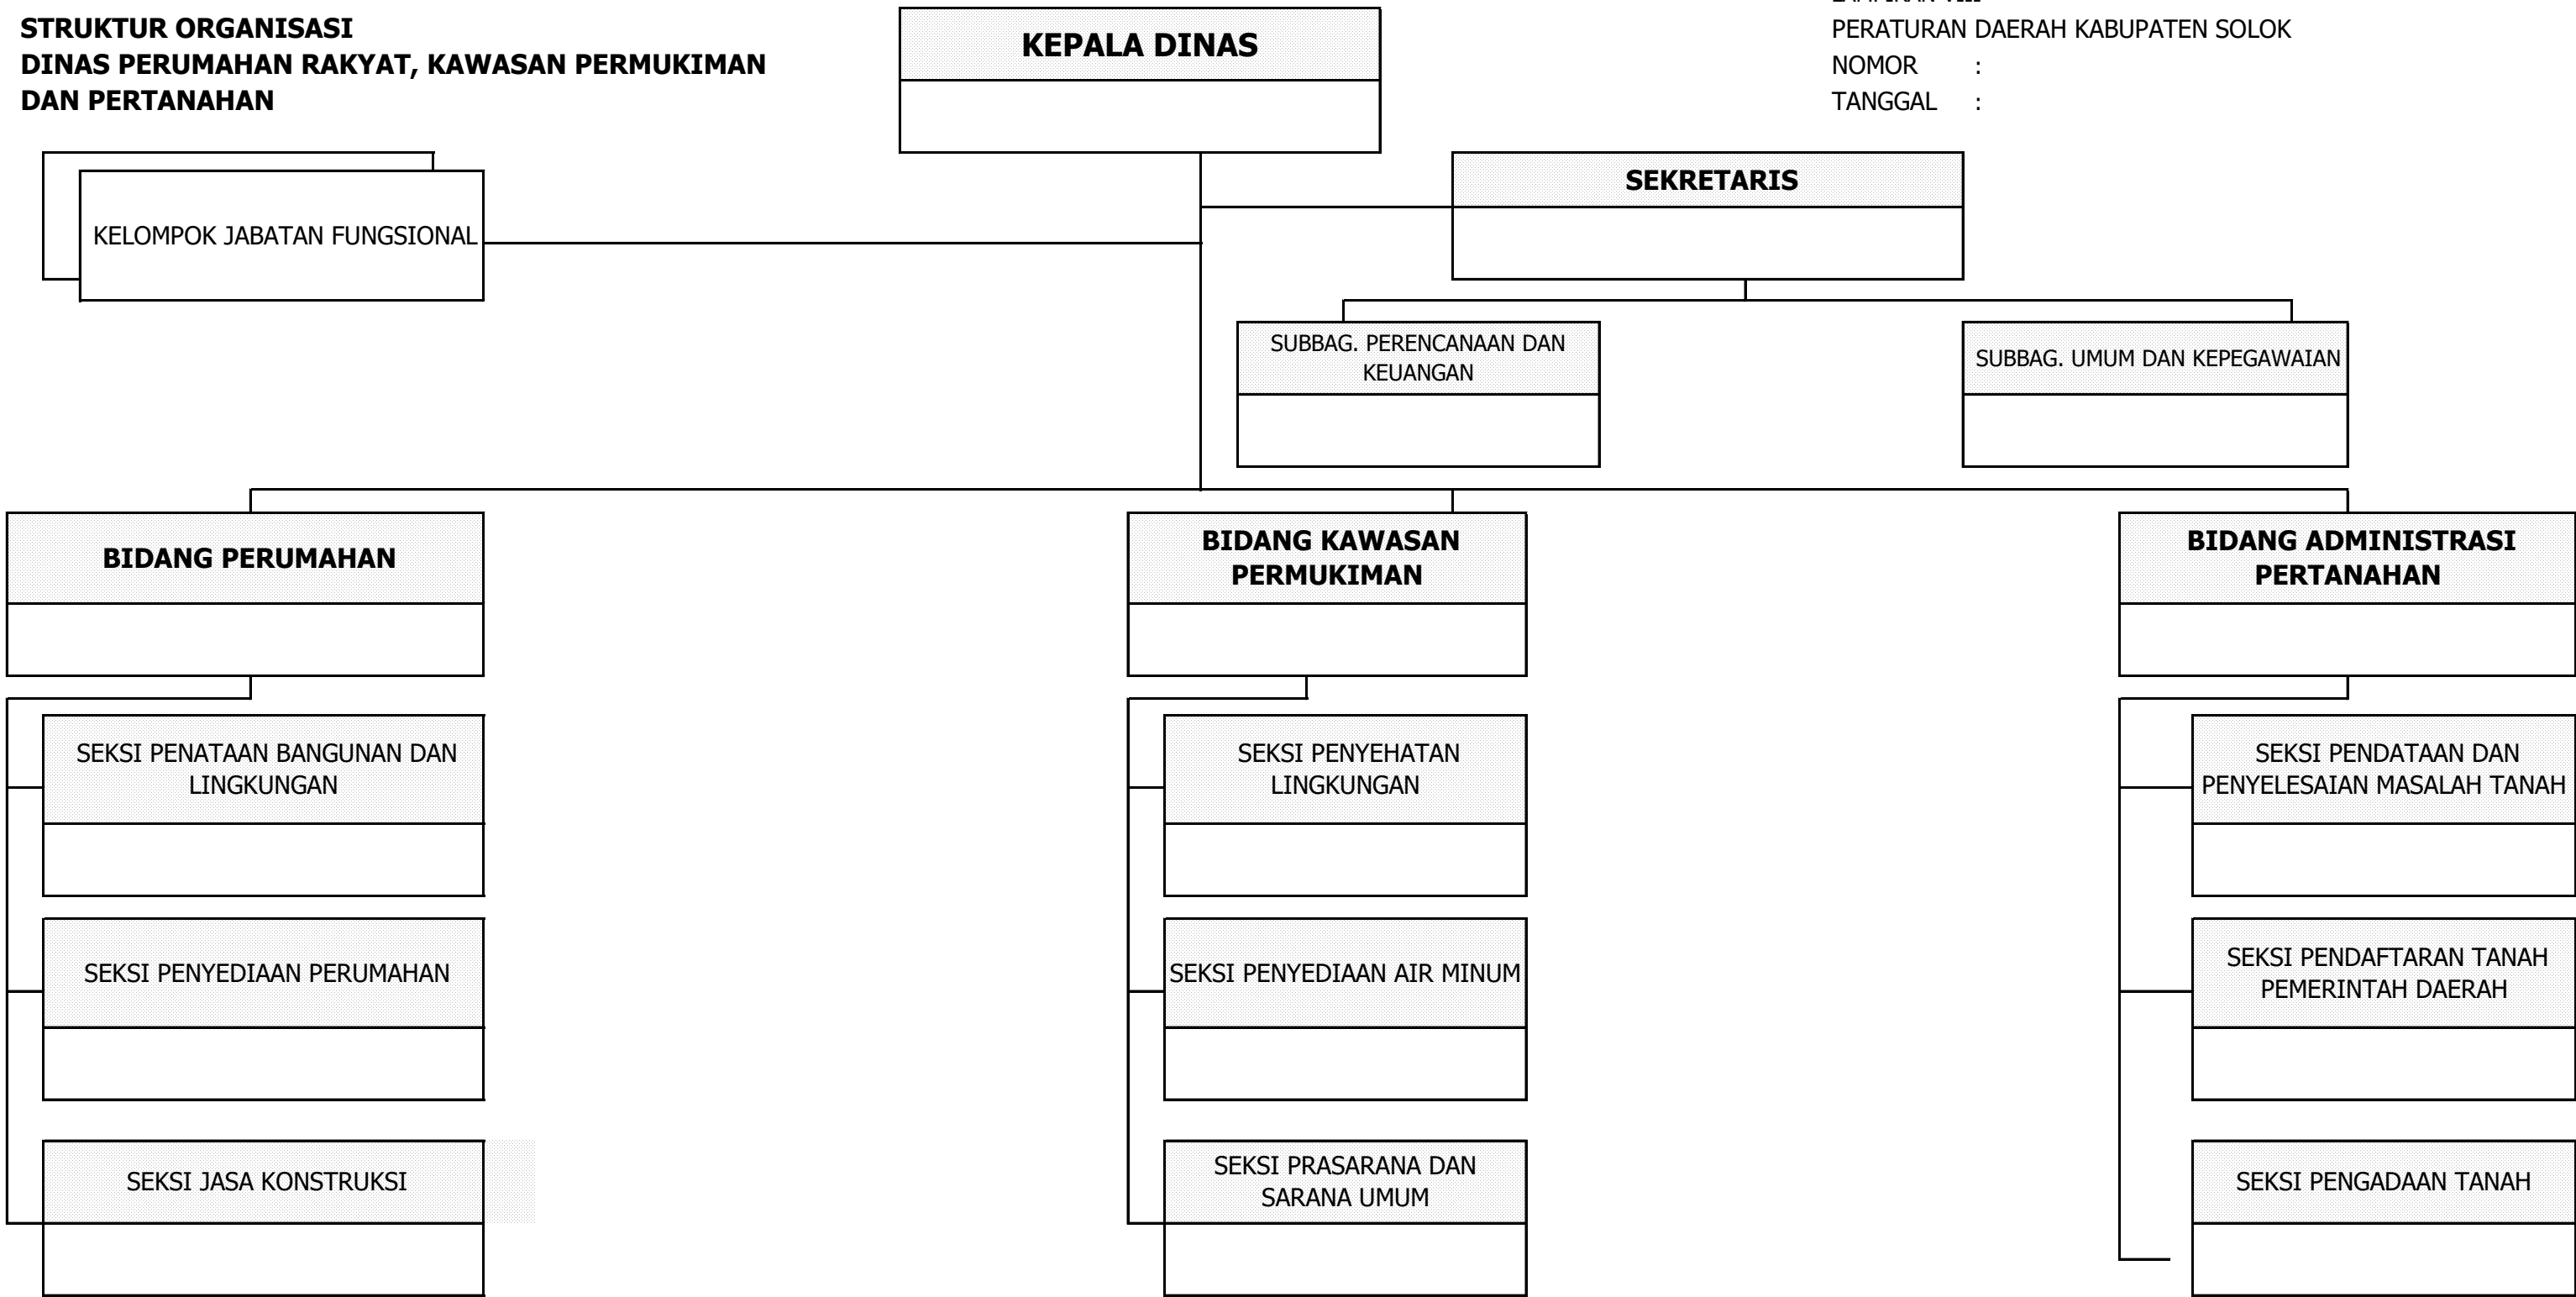 STRUKTUR ORGANISASI
DINAS PERUMAHAN RAKYAT, KAWASAN PERMUKIMAN
DAN PERTANAHAN
KEPALA DINAS
LAMPIRAN VIII
PERATURAN DAERAH KABUPATEN SOLOK
NOMOR :
TANGGAL :
KELOMPOK JABATAN FUNGSIONAL
SEKRETARIS
SUBBAG. PERENCANAAN DAN
KEUANGAN
SUBBAG. UMUM DAN KEPEGAWAIAN
BIDANG PERUMAHAN
BIDANG KAWASAN
PERMUKIMAN
BIDANG ADMINISTRASI
PERTANAHAN
SEKSI PENATAAN BANGUNAN DAN
LINGKUNGAN
SEKSI PENYEHATAN
LINGKUNGAN
SEKSI PENDATAAN DAN
PENYELESAIAN MASALAH TANAH
SEKSI PENYEDIAAN PERUMAHAN
SEKSI PENYEDIAAN AIR MINUM
SEKSI PENDAFTARAN TANAH
PEMERINTAH DAERAH
SEKSI JASA KONSTRUKSI
SEKSI PRASARANA DAN
SARANA UMUM
SEKSI PENGADAAN TANAH